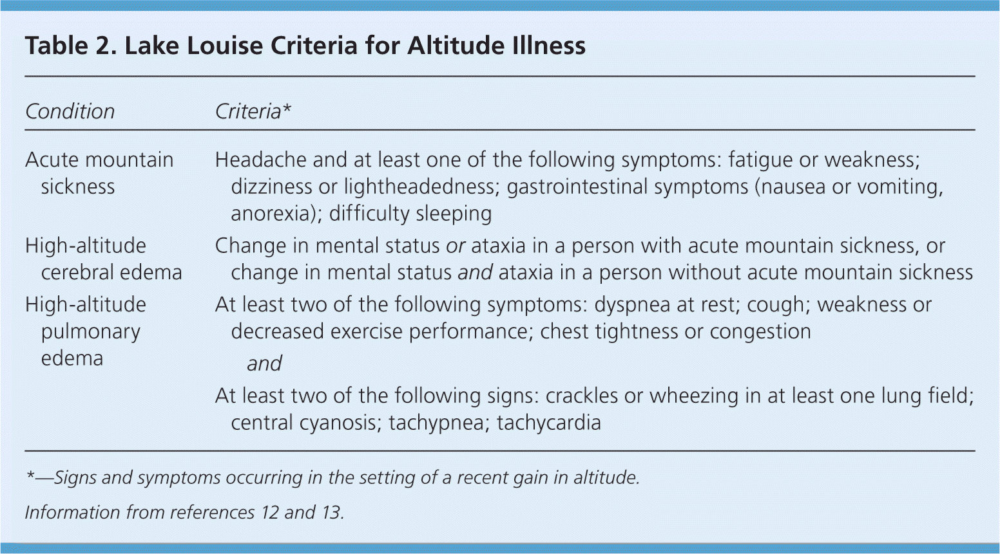 Table 2. Lake Louise Criteria for Altitude Illness
Condition
Criteria*
Acute mountain
sickness
Headache and at least one of the following symptoms: fatigue or weakness;
dizziness or lightheadedness; gastrointestinal symptoms (nausea or vomiting,
anorexia); difficulty sleeping
High-altitude
cerebral edema
Change in mental status or ataxia in a person with acute mountain sickness, or
change in mental status and ataxia in a person without acute mountain sickness
High-altitude
pulmonary
edema
At least two of the following symptoms: dyspnea at rest; cough; weakness or
decreased exercise performance; chest tightness or congestion
and
At least two of the following signs: crackles or wheezing in at least one lung field;
central cyanosis; tachypnea; tachycardia
*—Signs and symptoms occurring in the setting of a recent gain in altitude.
Information from references 12 and 13.